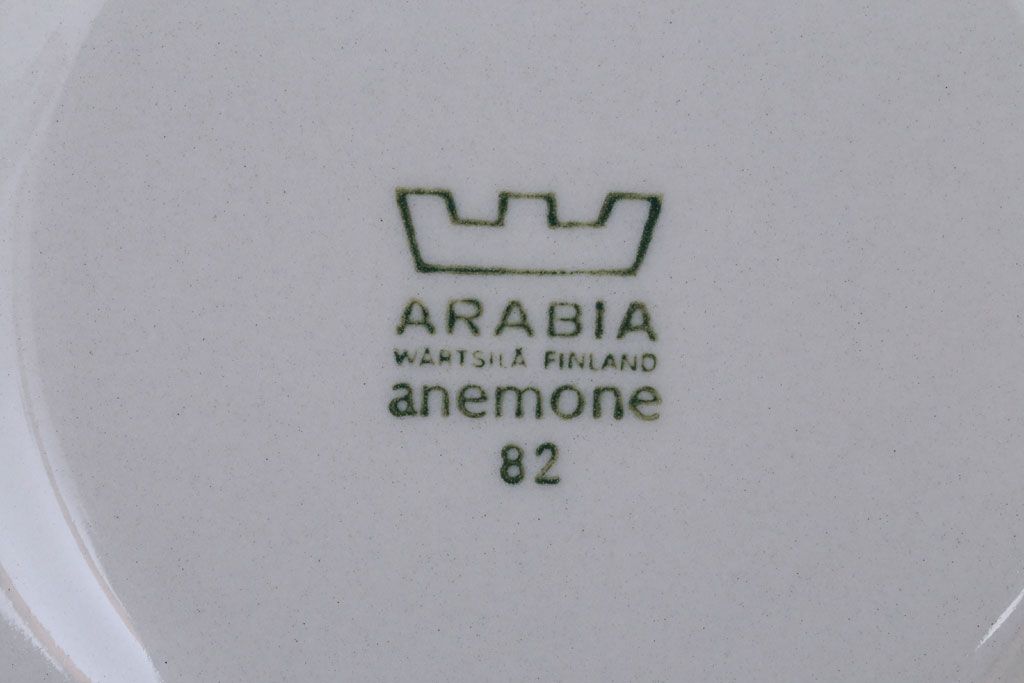 ARABIA
WÄRTSILÄ FINLAND
anemone
82